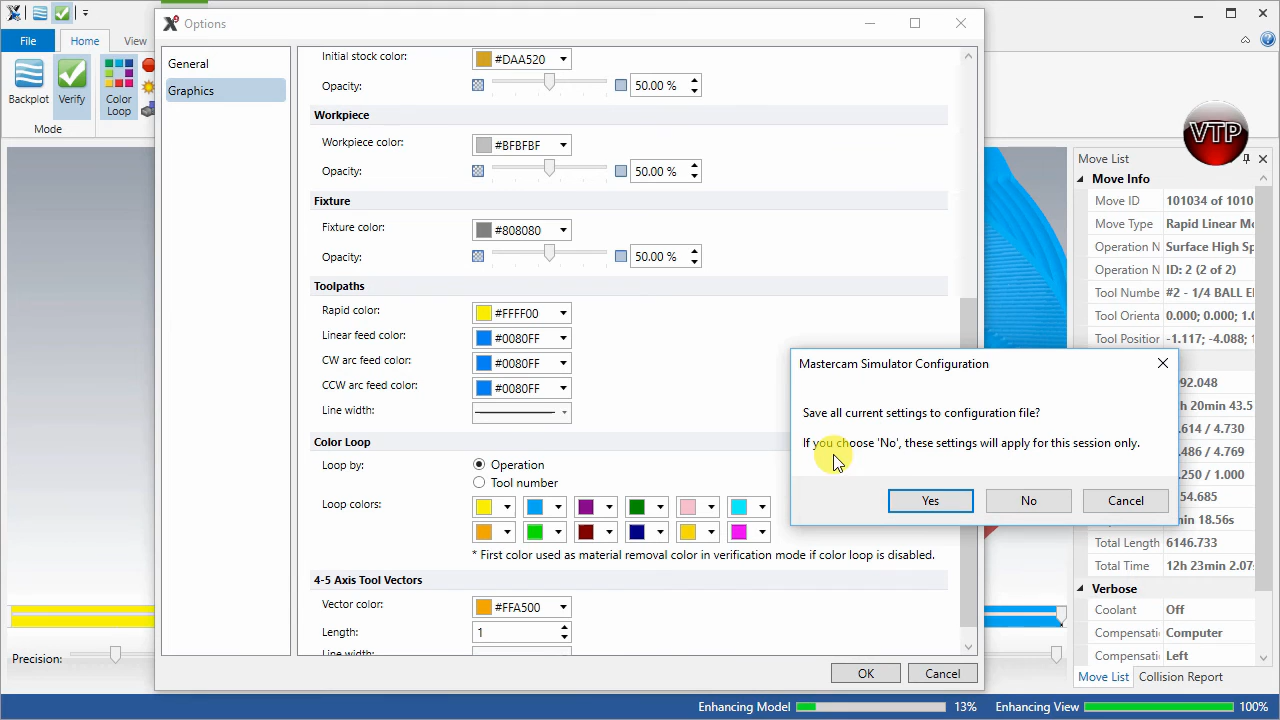 Options
File
Home
View
Backplot
Verify
Color
Loop
Mode
General
Graphics
Initial stock color:
#DAA520
Opacity:
50.00 %
Workpiece
Workpiece color:
#BFBFBF
Opacity:
50.00 %
Fixture
Fixture color:
#808080
Opacity:
50.00 %
Toolpaths
Rapid color:
#FFFF00
Linear feed color:
#0080FF
CW arc feed color:
#0080FF
CCW arc feed color:
#0080FF
Line width:
Color Loop
Loop by:
Operation
Tool number
Loop colors:
* First color used as material removal color in verification mode if color loop is disabled.
4-5 Axis Tool Vectors
Vector color:
#FFA500
Length:
1
Line width:
OK
Cancel
Mastercam Simulator Configuration
Save all current settings to configuration file?
If you choose 'No', these settings will apply for this session only.
Yes
No
Cancel
VTP
Move List
Move Info
Move ID
101034 of 1010
Move Type
Rapid Linear Mo
Operation N
Surface High Sp
Operation N
ID: 2 (2 of 2)
Tool Numbe
#2 - 1/4 BALL E
Tool Orienta
0.000; 0.000; 1.0
Tool Position
-1.117; -4.088; 1
92.048
h 20min 43.5
.614 / 4.730
.486 / 4.769
.250 / 1.000
54.685
min 18.56s
Total Length
6146.733
Total Time
12h 23min 2.07
Verbose
Coolant
Off
Compensati
Computer
Compensati
Left
Move List
Collision Report
Precision:
Enhancing Model
13%
Enhancing View
100%